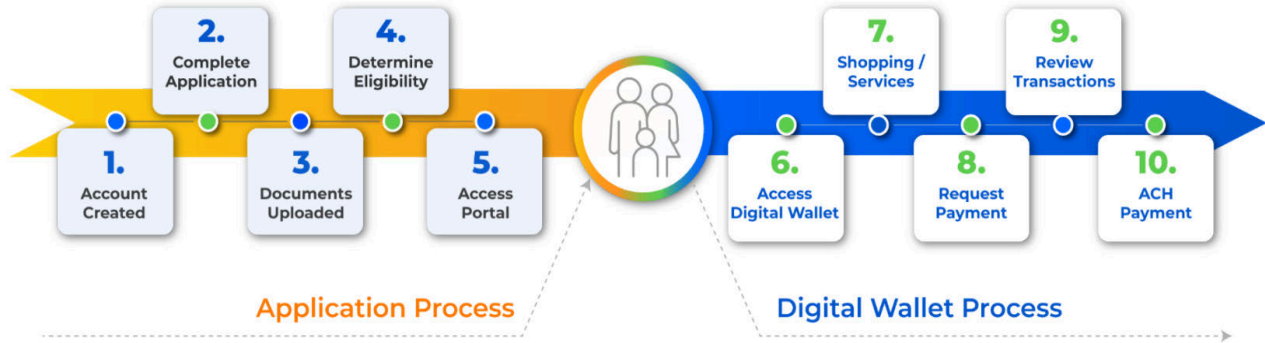 1.
Account
Created
2.
Complete
Application
3.
Documents
Uploaded
4.
Determine
Eligibility
5.
Access
Portal
6.
Access
Digital Wallet
7.
Shopping /
Services
8.
Request
Payment
9.
Review
Transactions
10.
ACH
Payment
Application Process
Digital Wallet Process